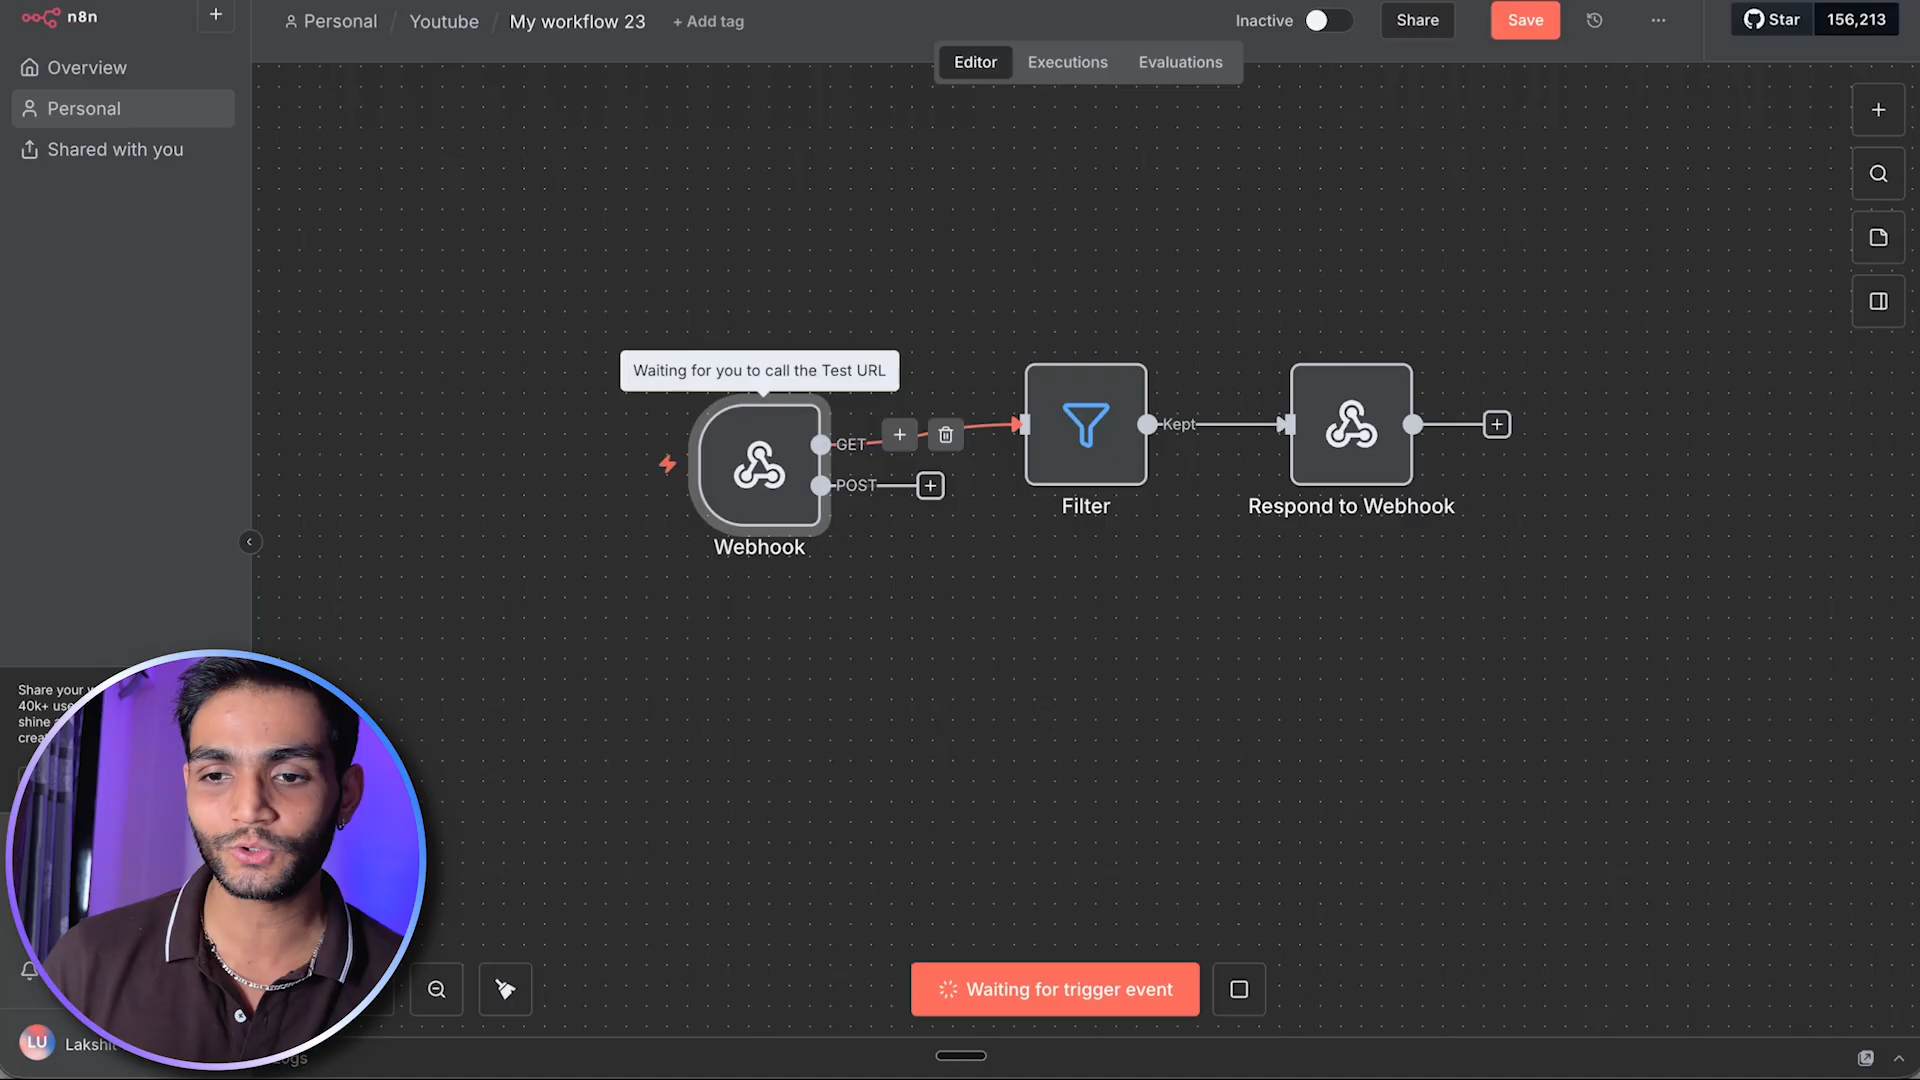 n8n
+
Personal / Youtube / My workflow 23 + Add tag
Inactive
Share
Save
...
Star 156,213
Editor Executions Evaluations
Overview
Personal
Shared with you
Waiting for you to call the Test URL
GET
POST
Kept
Webhook
Filter
Respond to Webhook
Share your
40k+
shine
Waiting for trigger event
LU